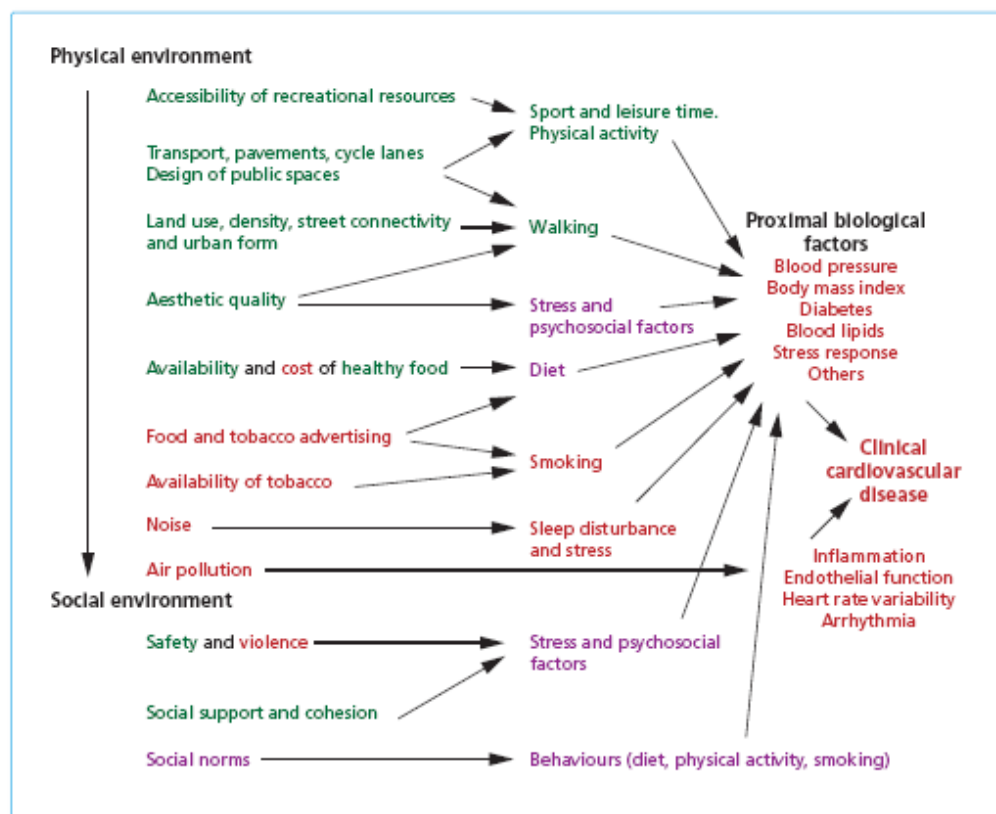 Physical environment
Accessibility of recreational resources
Sport and leisure time.
Physical activity
Transport, pavements, cycle lanes
Design of public spaces
Land use, density, street connectivity
and urban form
Walking
Proximal biological
factors
Blood pressure
Body mass index
Diabetes
Blood lipids
Stress response
Others
Aesthetic quality
Stress and
psychosocial factors
Availability and cost of healthy food
Diet
Food and tobacco advertising
Smoking
Availability of tobacco
Clinical
cardiovascular
disease
Noise
Sleep disturbance
and stress
Air pollution
Inflammation
Endothelial function
Heart rate variability
Arrhythmia
Social environment
Safety and violence
Stress and psychosocial
factors
Social support and cohesion
Social norms
Behaviours (diet, physical activity, smoking)